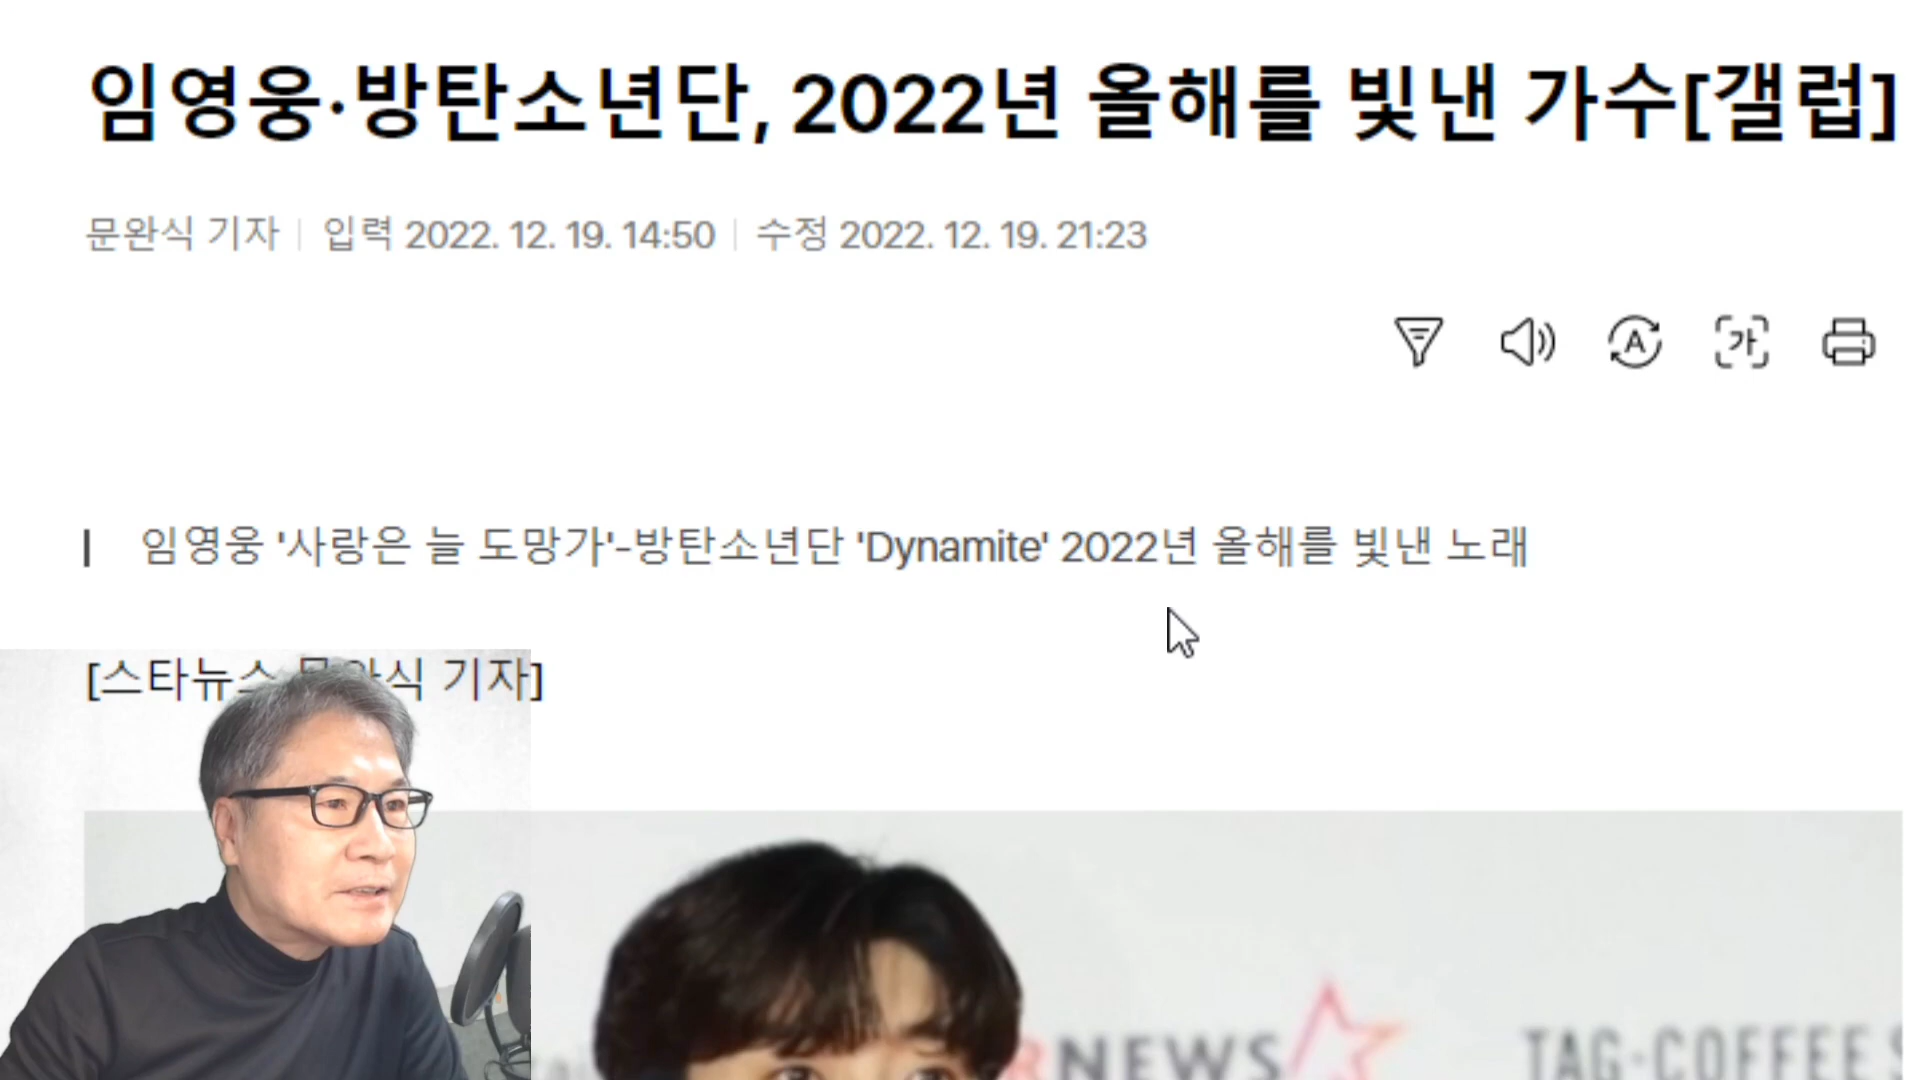 임영웅·방탄소년단, 2022년 올해를 빛낸 가수[갤럽]
문완식 기자 | 입력 2022. 12. 19. 14:50 | 수정 2022. 12. 19. 21:23
A 가
임영웅 '사랑은 늘 도망가'-방탄소년단 'Dynamite' 2022년 올해를 빛낸 노래
[스타뉴스 문완식 기자]
RNEWS TAG·COFFEE